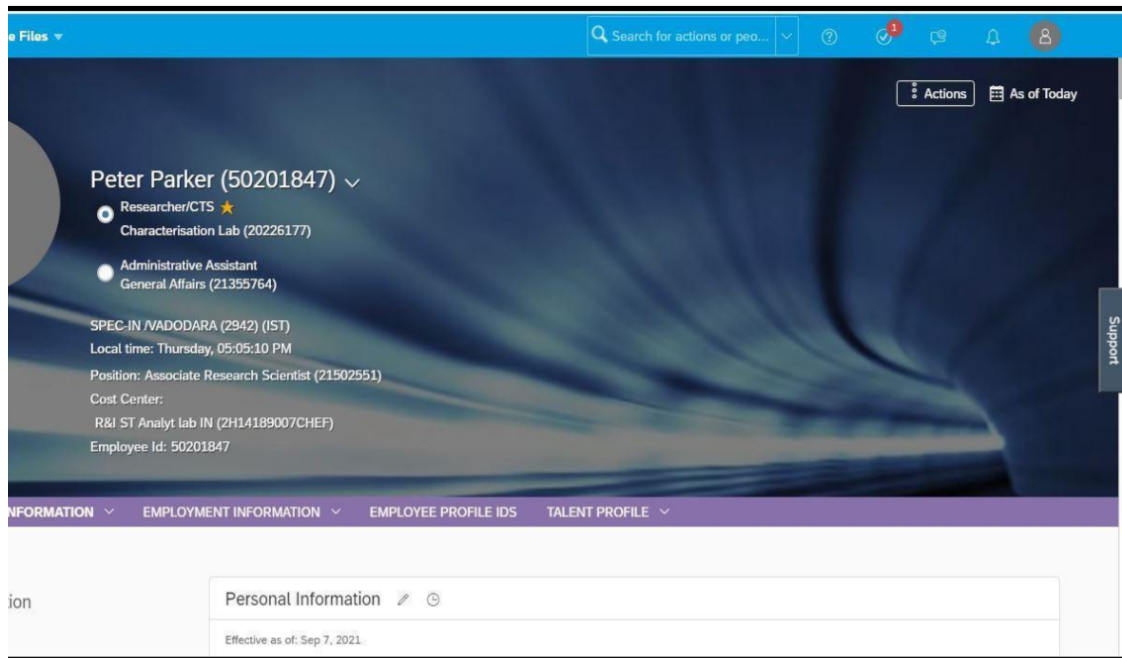 e Files
Search for actions or peo...
1
Actions
As of Today
Peter Parker (50201847)
Researcher/CTS
Characterisation Lab (20226177)
Administrative Assistant
General Affairs (21355764)
SPEC-IN /VADODARA (2942) (IST)
Local time: Thursday, 05:05:10 PM
Position: Associate Research Scientist (21502551)
Cost Center:
R&I ST Analyt lab IN (2H14189007CHEF)
Employee Id: 50201847
Support
NFORMATION
EMPLOYMENT INFORMATION
EMPLOYEE PROFILE IDS
TALENT PROFILE
tion
Personal Information
Effective as of: Sep 7, 2021